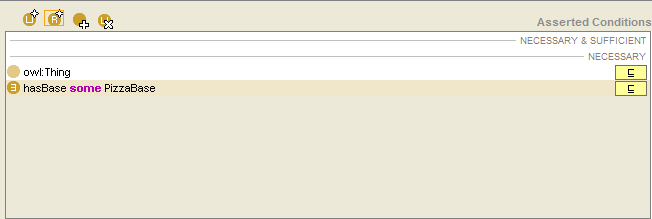 Asserted Conditions
NECESSARY & SUFFICIENT
NECESSARY
owl:Thing ⊑
∃ hasBase some PizzaBase ⊑